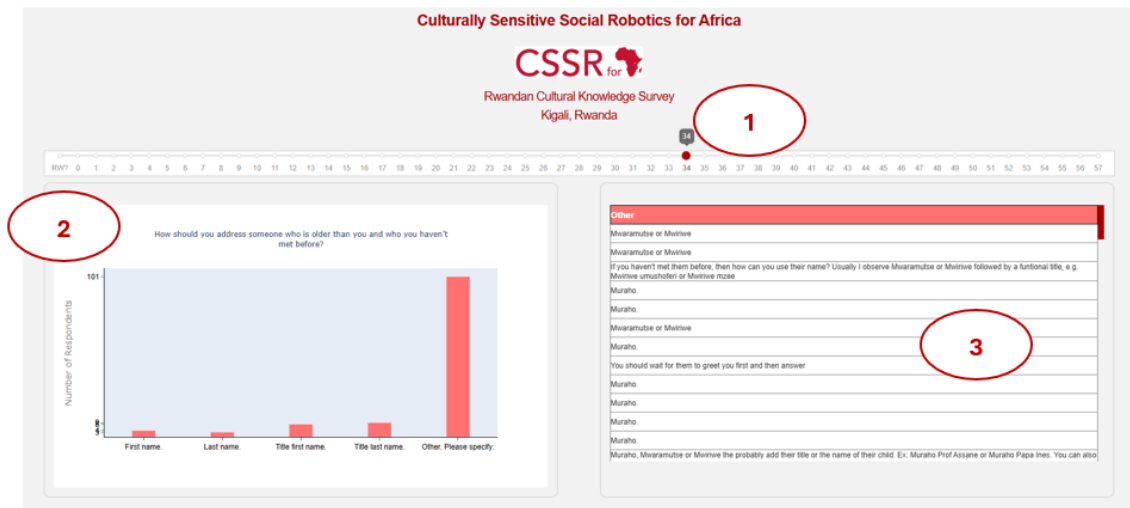 Culturally Sensitive Social Robotics for Africa
CSSR for
Rwandan Cultural Knowledge Survey
Kigali, Rwanda
1
34
RW? 0 1 2 3 4 5 6 7 8 9 10 11 12 13 14 15 16 17 18 19 20 21 22 23 24 25 26 27 28 29 30 31 32 33 34 35 36 37 38 39 40 41 42 43 44 45 46 47 48 49 50 51 52 53 54 55 56 57
2
How should you address someone who is older than you and who you haven't
met before?
101
Number of Respondents
First name. Last name. Title first name. Title last name. Other. Please specify:
Other
Mwaramutse or Mwiriwe
Mwaramutse or Mwiriwe
If you haven't met them before, then how can you use their name? Usually I observe Mwaramutse or Mwiriwe followed by a funtional title, e.g.
Mwiriwe umushoferi or Mwiriwe mzee
Muraho.
Muraho.
Mwaramutse or Mwiriwe
Muraho.
3
You should wait for them to greet you first and then answer
Muraho.
Muraho.
Muraho.
Muraho.
Muraho, Mwaramutse or Mwiriwe the probably add their title or the name of their child. Ex: Muraho Prof Assane or Muraho Papa Ines. You can also